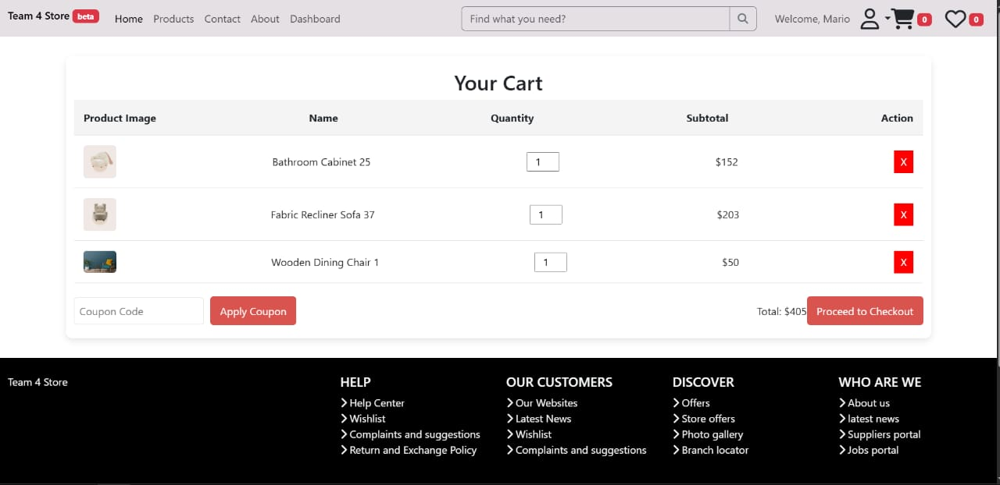 Team 4 Store beta Home Products Contact About Dashboard Find what you need? Welcome, Mario 0 0
Your Cart
Product Image Name Quantity Subtotal Action
Bathroom Cabinet 25 1 $152 X
Fabric Recliner Sofa 37 1 $203 X
Wooden Dining Chair 1 1 $50 X
Coupon Code Apply Coupon Total: $405 Proceed to Checkout
Team 4 Store
HELP
Help Center
Wishlist
Complaints and suggestions
Return and Exchange Policy
OUR CUSTOMERS
Our Websites
Latest News
Wishlist
Complaints and suggestions
DISCOVER
Offers
Store offers
Photo gallery
Branch locator
WHO ARE WE
About us
latest news
Suppliers portal
Jobs portal